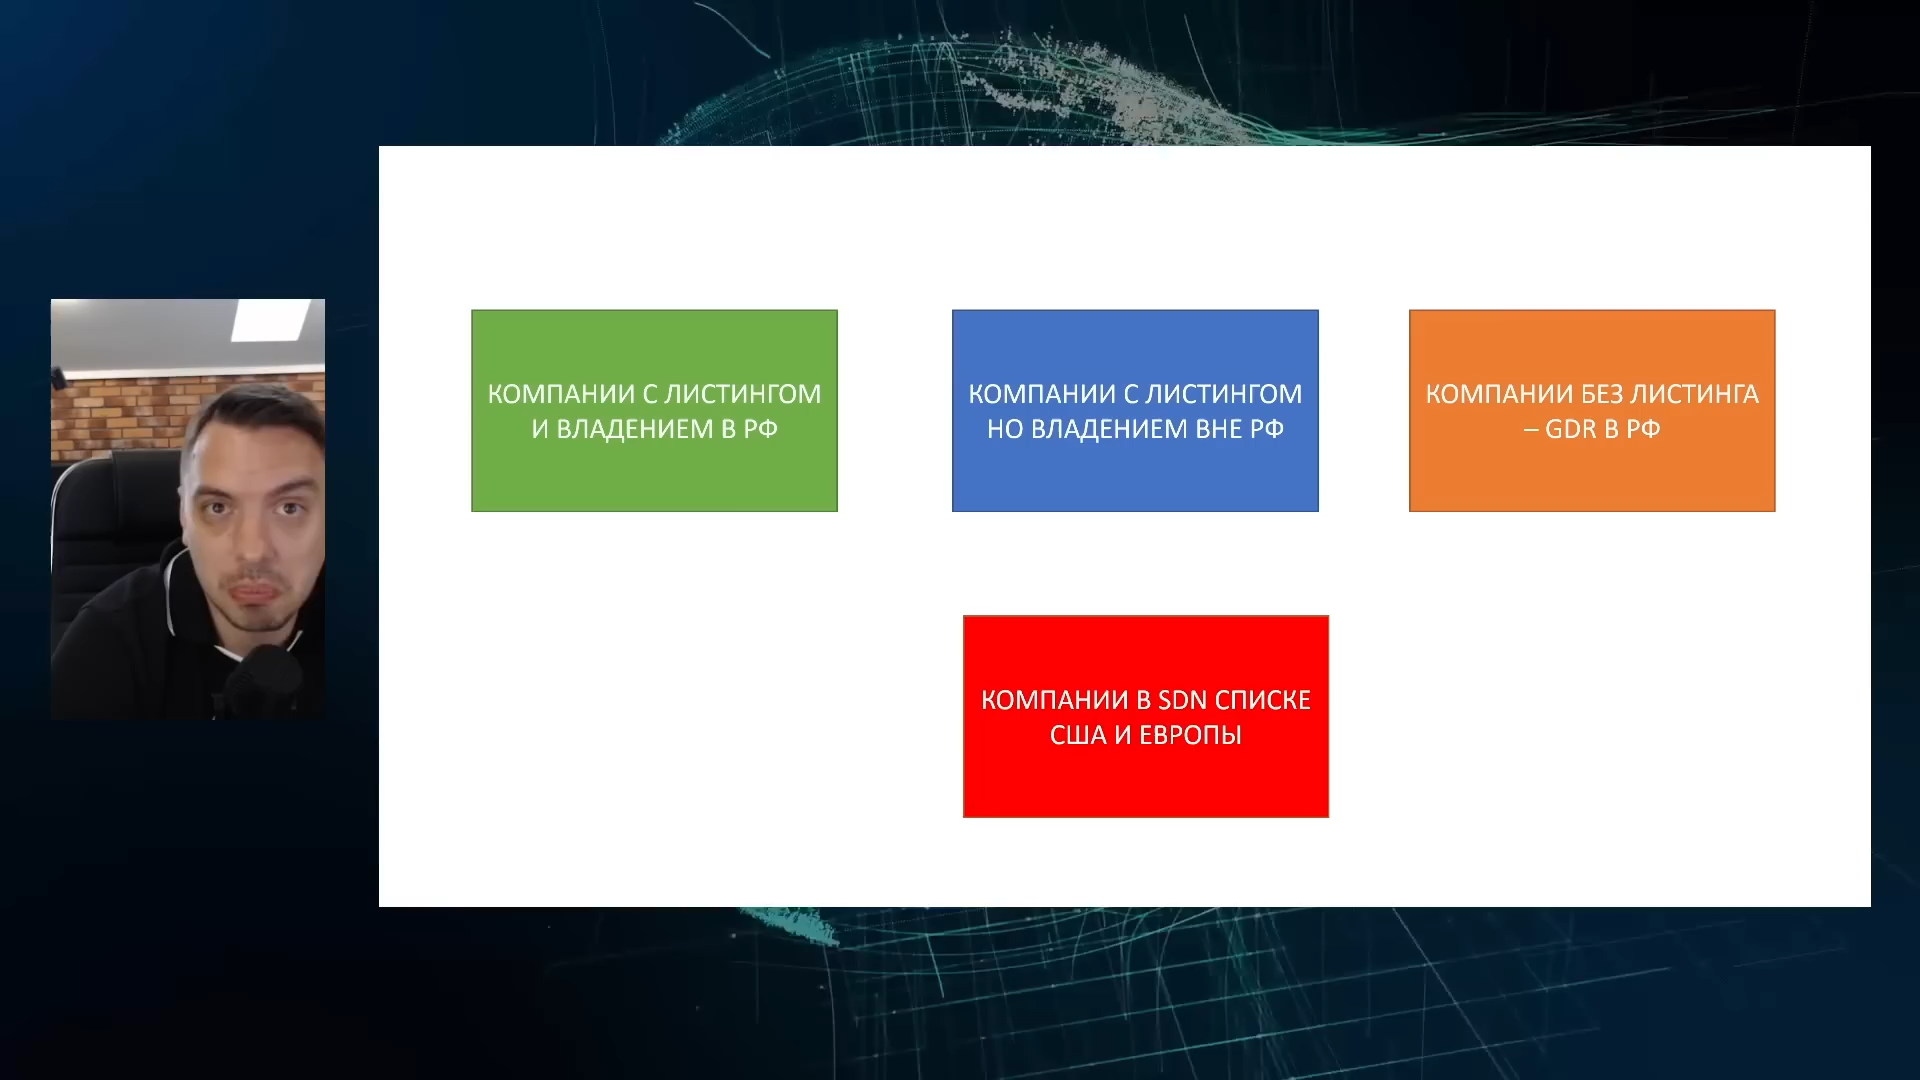 КОМПАНИИ С ЛИСТИНГОМ
И ВЛАДЕНИЕМ В РФ
КОМПАНИИ С ЛИСТИНГОМ
НО ВЛАДЕНИЕМ ВНЕ РФ
КОМПАНИИ БЕЗ ЛИСТИНГА
– GDR В РФ
КОМПАНИИ В SDN СПИСКЕ
США И ЕВРОПЫ